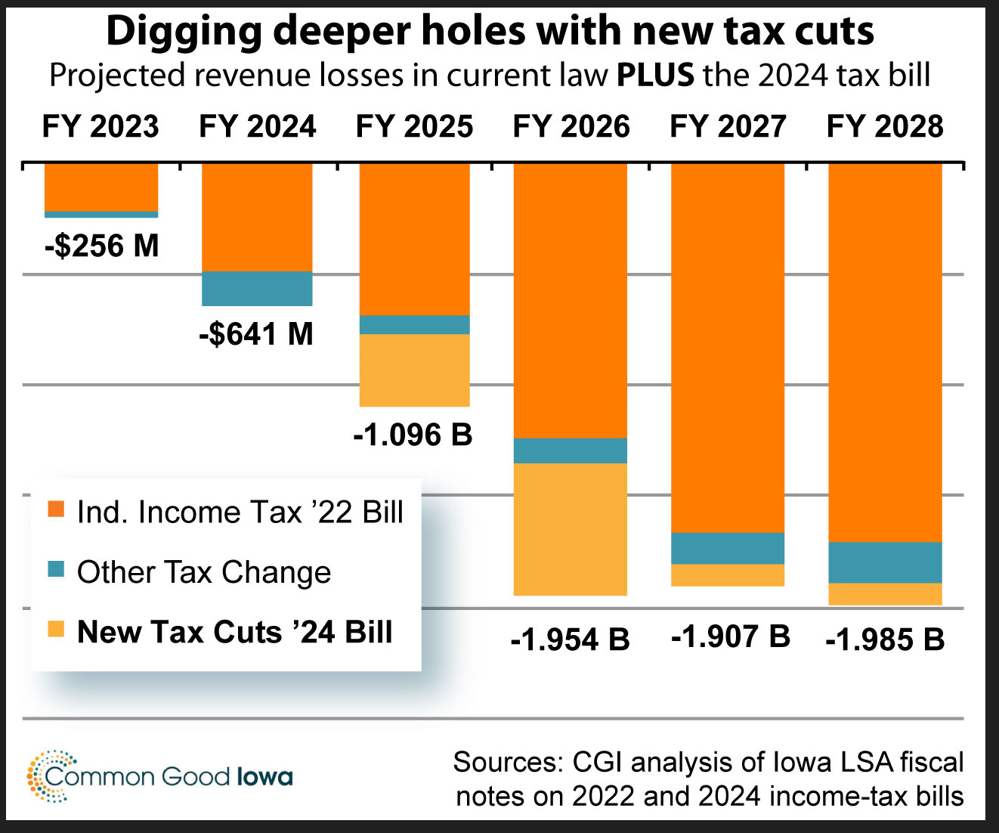 Digging deeper holes with new tax cuts
Projected revenue losses in current law PLUS the 2024 tax bill
FY 2023 FY 2024 FY 2025 FY 2026 FY 2027 FY 2028
-$256 M
-$641 M
-1.096 B
-1.954 B
-1.907 B
-1.985 B
Ind. Income Tax ’22 Bill
Other Tax Change
New Tax Cuts ’24 Bill
Common Good Iowa
Sources: CGI analysis of Iowa LSA fiscal
notes on 2022 and 2024 income-tax bills